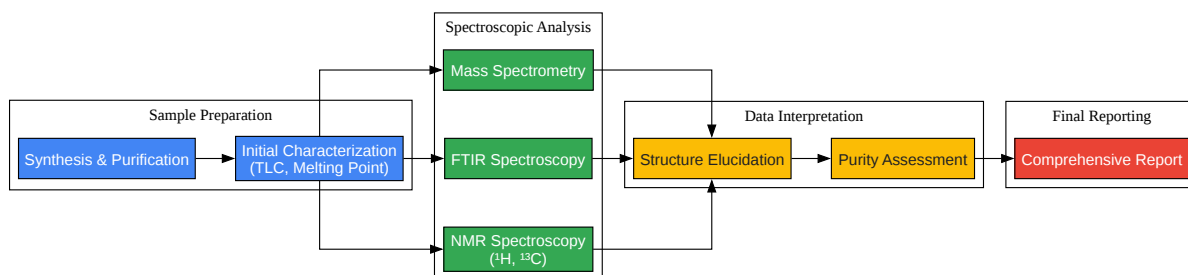 Sample Preparation
Synthesis & Purification
Initial Characterization
(TLC, Melting Point)
Spectroscopic Analysis
Mass Spectrometry
FTIR Spectroscopy
NMR Spectroscopy
(¹H, ¹³C)
Data Interpretation
Structure Elucidation
Purity Assessment
Final Reporting
Comprehensive Report